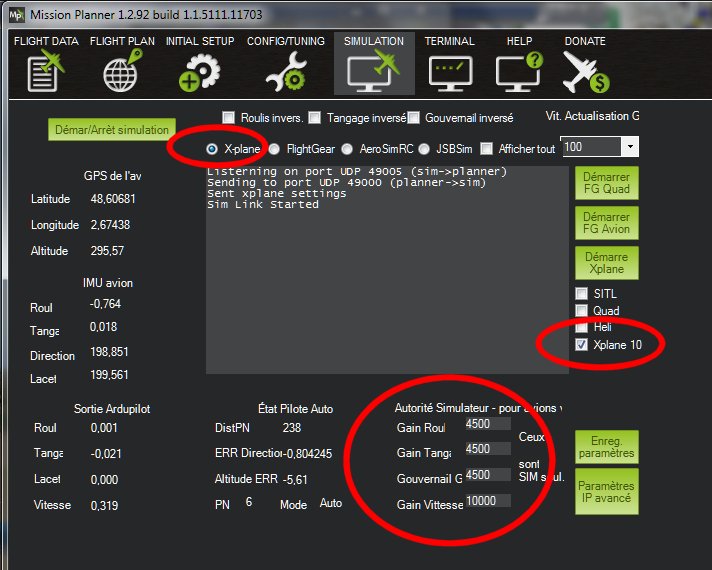 Mission Planner 1.2.92 build 1.1.5111.11703
FLIGHT DATA FLIGHT PLAN INITIAL SETUP CONFIG/TUNING SIMULATION TERMINAL HELP DONATE
Roulis invers. Tangage inversé Gouvernail inversé Vit. Actualisation G
Démar/Arrèt simulation
X-plane FlightGear AeroSimRC JSBSim Afficher tout 100
GPS de l'av
Latitude 48,60681
Longitude 2,67438
Altitude 295,57
Listening on port UDP 49005 (sim->planner)
Sending to port UDP 49000 (planner->sim)
Sent xplane settings
Sim Link Started
Démarrer
FG Quad
Démarrer
FG Avion
Démarre
Xplane
SITL
Quad
Heli
Xplane 10
IMU avion
Roul -0,764
Tanga 0,018
Direction 198,851
Lacet 199,561
Sortie Ardupilot
Roul 0,001
Tanga -0,021
Lacet 0,000
Vitesse 0,319
État Pilote Auto
DistPN 238
ERR Direction -0,804245
Altitude ERR -5,61
PN 6 Mode Auto
Autorité Simulateur - pour avions v
Gain Roul 4500
Gain Tanga 4500
Gouvernail G 4500
Gain Vittesse 10000
Ceux
sont
SIM seul.
Enreg.
paramètres
Paramètres
IP avancé